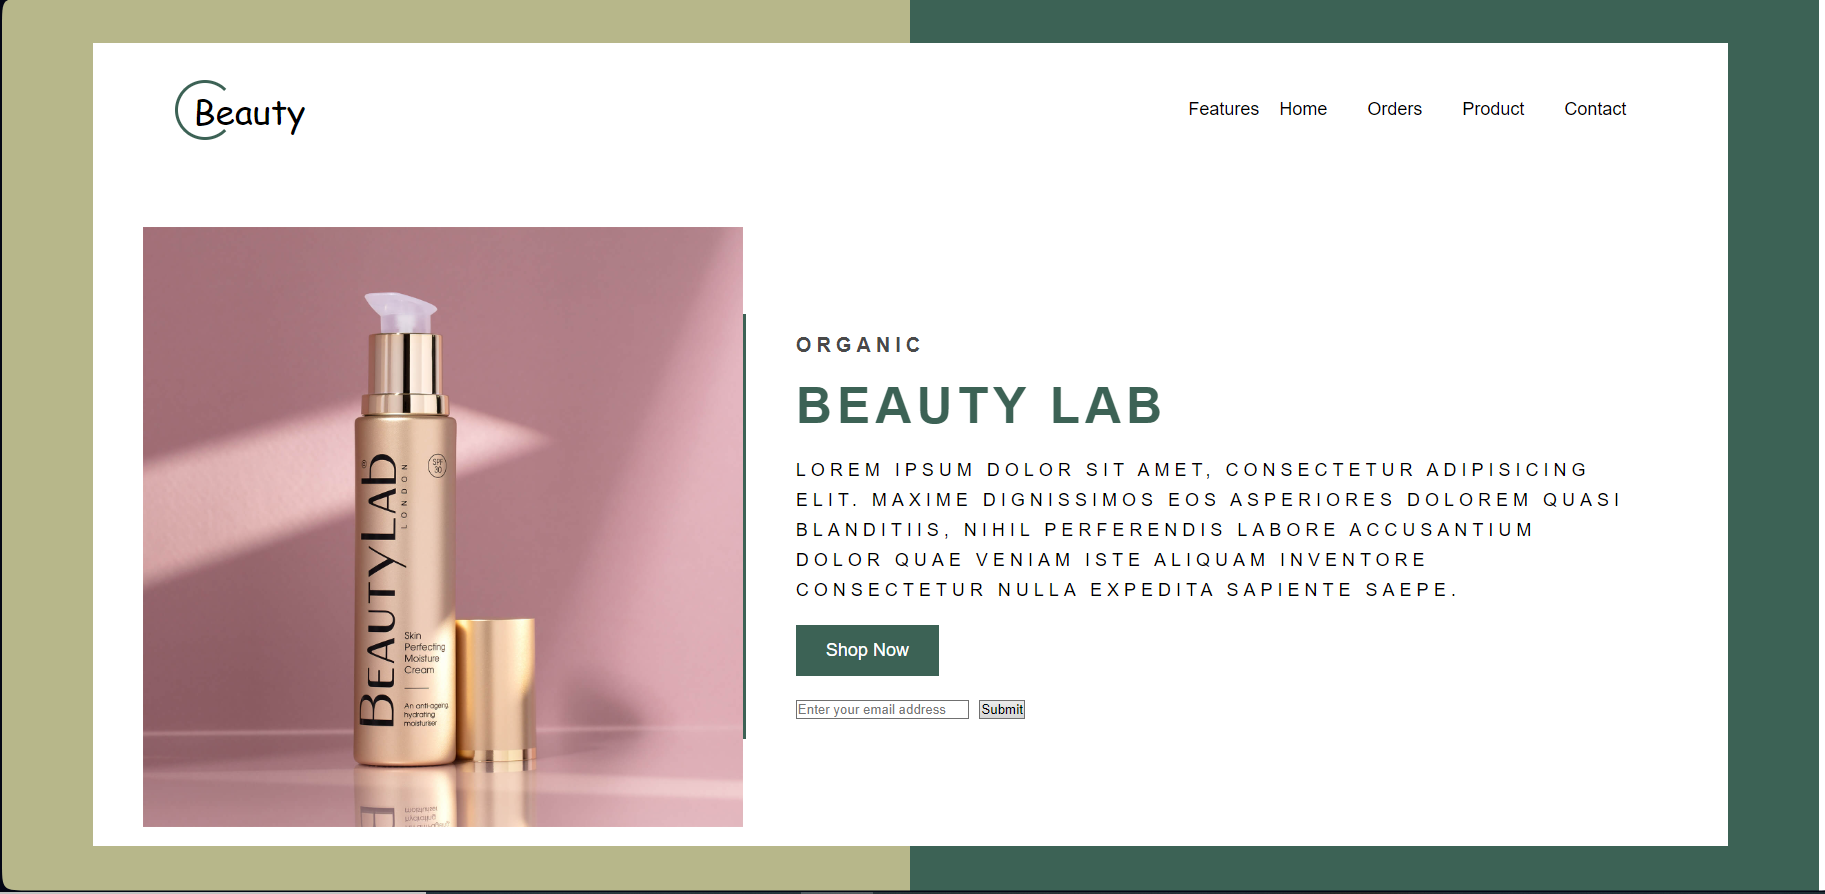 Beauty
Features Home Orders Product Contact
BEAUTYLAB®
LONDON
SPF
30
Skin
Perfecting
Moisture
Cream
An anti-ageing
hydrating
moisturiser
ORGANIC
BEAUTY LAB
LOREM IPSUM DOLOR SIT AMET, CONSECTETUR ADIPISICING
ELIT. MAXIME DIGNISSIMOS EOS ASPERIORES DOLOREM QUASI
BLANDITIIS, NIHIL PERFERENDIS LABORE ACCUSANTIUM
DOLOR QUAE VENIAM ISTE ALIQUAM INVENTORE
CONSECTETUR NULLA EXPEDITA SAPIENTE SAEPE.
Shop Now
Enter your email address Submit